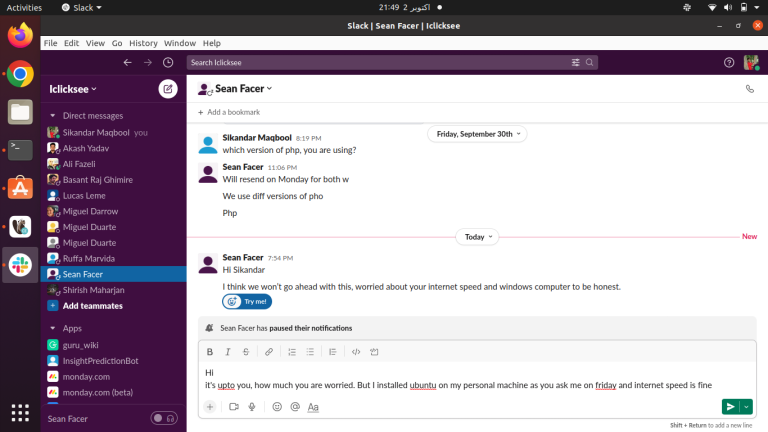 Activities
Slack
21:49 2 اکتوبر
Slack | Sean Facer | Iclicksee
File Edit View Go History Window Help
Search Iclicksee
Iclicksee
Direct messages
Sikandar Maqbool you
Akash Yadav
Ali Fazeli
Basant Raj Ghimire
Lucas Leme
Miguel Darrow
Miguel Duarte
Miguel Duarte
Ruffa Marvida
Sean Facer
Shirish Maharjan
Add teammates
Apps
guru_wiki
InsightPredictionBot
monday.com
monday.com (beta)
Sean Facer
Sean Facer
Add a bookmark
Friday, September 30th
Sikandar Maqbool 8:19 PM
which version of php, you are using?
Sean Facer 11:06 PM
Will resend on Monday for both w
We use diff versions of pho
Php
Today
New
Sean Facer 7:54 PM
Hi Sikandar
I think we won't go ahead with this, worried about your internet speed and windows computer to be honest.
Try me!
Sean Facer has paused their notifications
Hi
it's upto you, how much you are worried. But I installed ubuntu on my personal machine as you ask me on friday and internet speed is fine
Aa
Shift + Return to add a new line